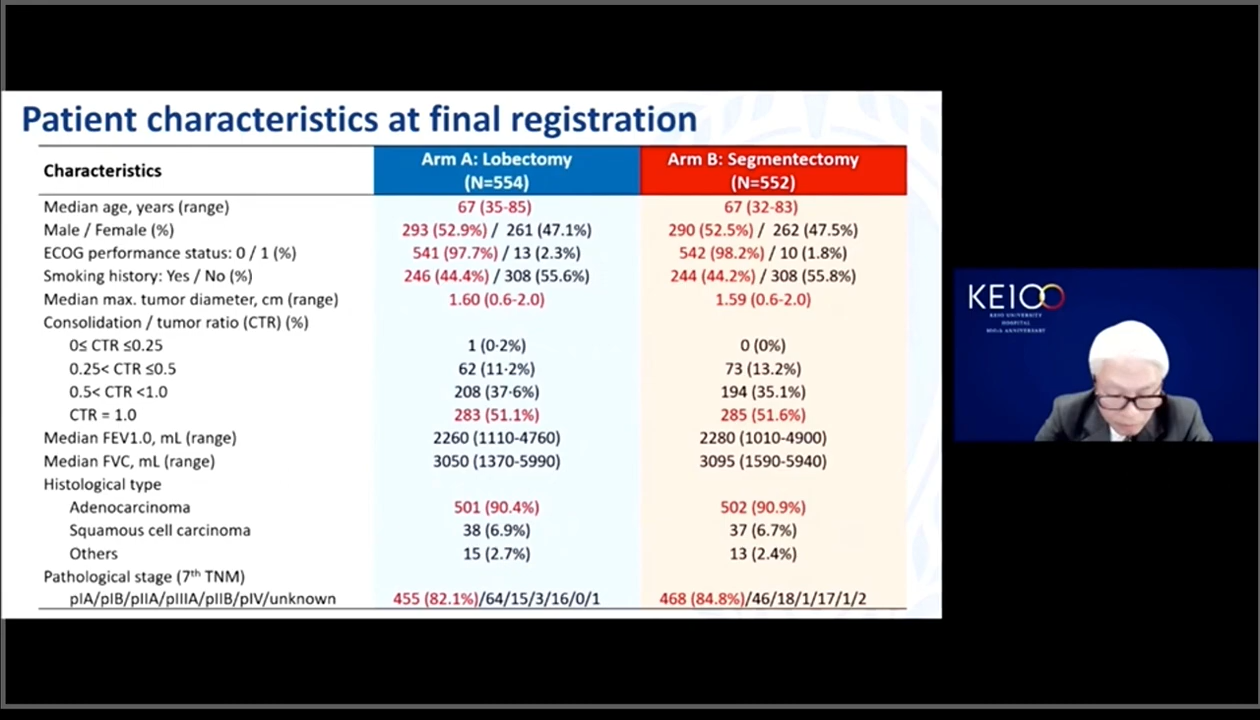 Patient characteristics at final registration
Characteristics
Arm A: Lobectomy
(N=554)
Arm B: Segmentectomy
(N=552)
Median age, years (range) 67 (35-85) 67 (32-83)
Male / Female (%) 293 (52.9%) / 261 (47.1%) 290 (52.5%) / 262 (47.5%)
ECOG performance status: 0 / 1 (%) 541 (97.7%) / 13 (2.3%) 542 (98.2%) / 10 (1.8%)
Smoking history: Yes / No (%) 246 (44.4%) / 308 (55.6%) 244 (44.2%) / 308 (55.8%)
Median max. tumor diameter, cm (range) 1.60 (0.6-2.0) 1.59 (0.6-2.0)
Consolidation / tumor ratio (CTR) (%)
0≤ CTR ≤0.25 1 (0·2%) 0 (0%)
0.25< CTR ≤0.5 62 (11·2%) 73 (13.2%)
0.5< CTR <1.0 208 (37·6%) 194 (35.1%)
CTR = 1.0 283 (51.1%) 285 (51.6%)
Median FEV1.0, mL (range) 2260 (1110-4760) 2280 (1010-4900)
Median FVC, mL (range) 3050 (1370-5990) 3095 (1590-5940)
Histological type
Adenocarcinoma 501 (90.4%) 502 (90.9%)
Squamous cell carcinoma 38 (6.9%) 37 (6.7%)
Others 15 (2.7%) 13 (2.4%)
Pathological stage (7th TNM)
pIA/pIB/pIIA/pIIIA/pIIB/pIV/unknown 455 (82.1%)/64/15/3/16/0/1 468 (84.8%)/46/18/1/17/1/2
KEIO
KEIO UNIVERSITY
HOSPITAL
100th ANNIVERSARY